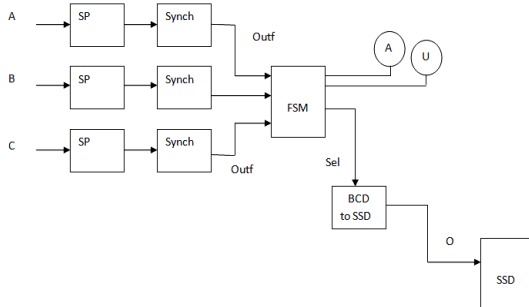 A
SP
Synch
Outf
A
U
B
SP
Synch
FSM
C
SP
Synch
Outf
Sel
BCD
to SSD
O
SSD